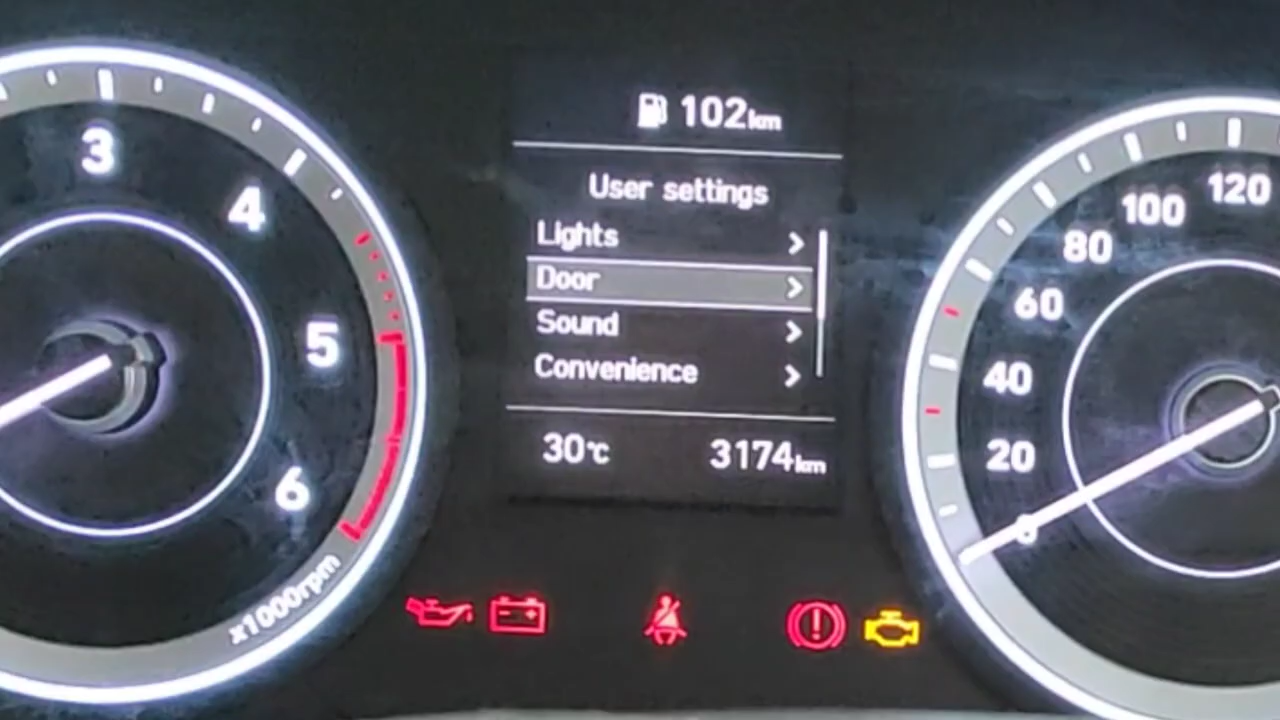 3
4
5
6
x1000rpm
102km
User settings
Lights
Door
Sound
Convenience
30℃
3174km
120
100
80
60
40
20
0